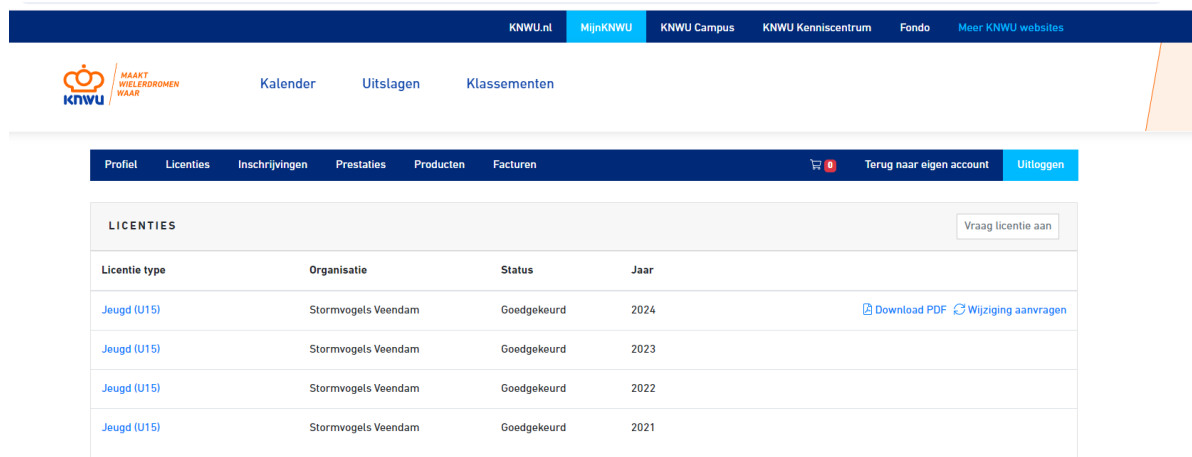 KNWU.nl MijnKNWU KNWU Campus KNWU Kenniscentrum Fondo Meer KNWU websites
KNWU
MAAKT
WIELERDROMEN
WAAR
Kalender Uitslagen Klassementen
Profiel Licenties Inschrijvingen Prestaties Producten Facturen 0 Terug naar eigen account Uitloggen
LICENTIES Vraag licentie aan
Licentie type Organisatie Status Jaar
Jeugd (U15) Stormvogels Veendam Goedgekeurd 2024 Download PDF Wijziging aanvragen
Jeugd (U15) Stormvogels Veendam Goedgekeurd 2023
Jeugd (U15) Stormvogels Veendam Goedgekeurd 2022
Jeugd (U15) Stormvogels Veendam Goedgekeurd 2021